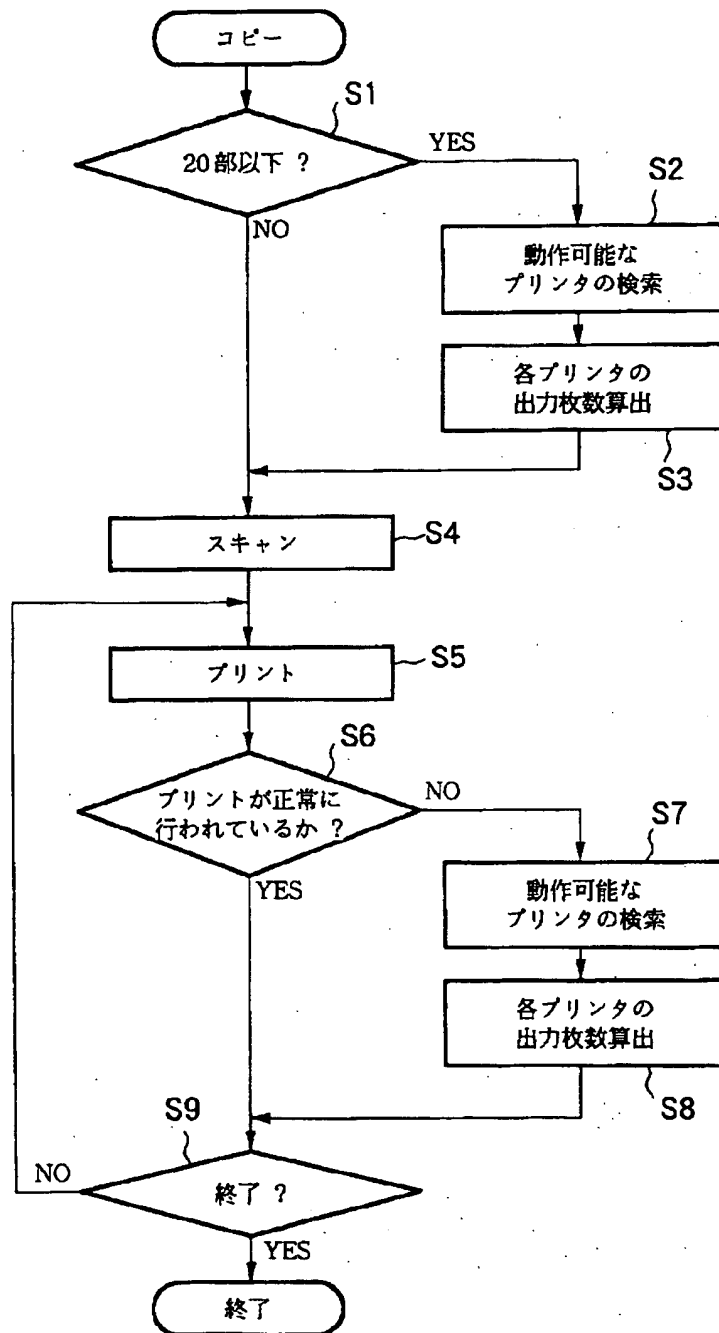 コピー
S1
20部以下 ?
YES
S2
NO
動作可能な
プリンタの検索
各プリンタの
出力枚数算出
S3
スキャン
S4
プリント
S5
S6
プリントが正常に
行われているか ?
NO
S7
YES
動作可能な
プリンタの検索
各プリンタの
出力枚数算出
S8
S9
NO
終了 ?
YES
終了